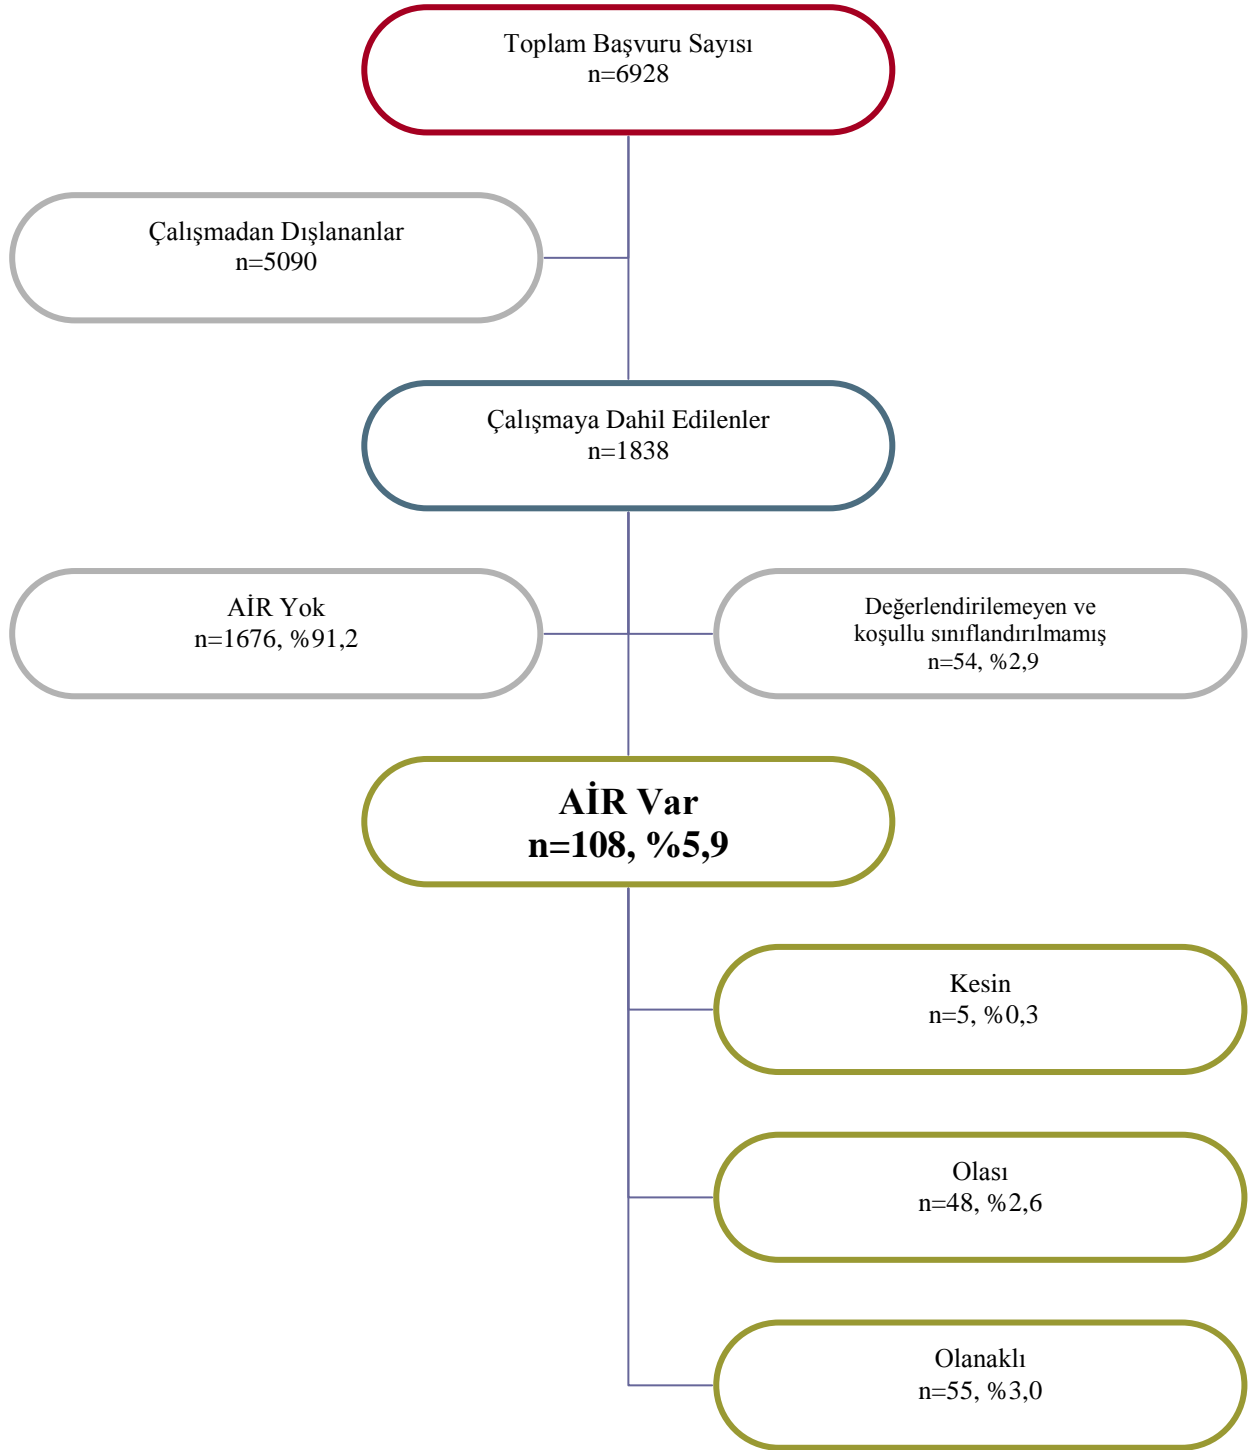 Toplam Başvuru Sayısı
n=6928
Çalışmadan Dışlananlar
n=5090
Çalışmaya Dahil Edilenler
n=1838
AİR Yok
n=1676, %91,2
Değerlendirilemeyen ve
koşullu sınıflandırılmamış
n=54, %2,9
AİR Var
n=108, %5,9
Kesin
n=5, %0,3
Olası
n=48, %2,6
Olanaklı
n=55, %3,0